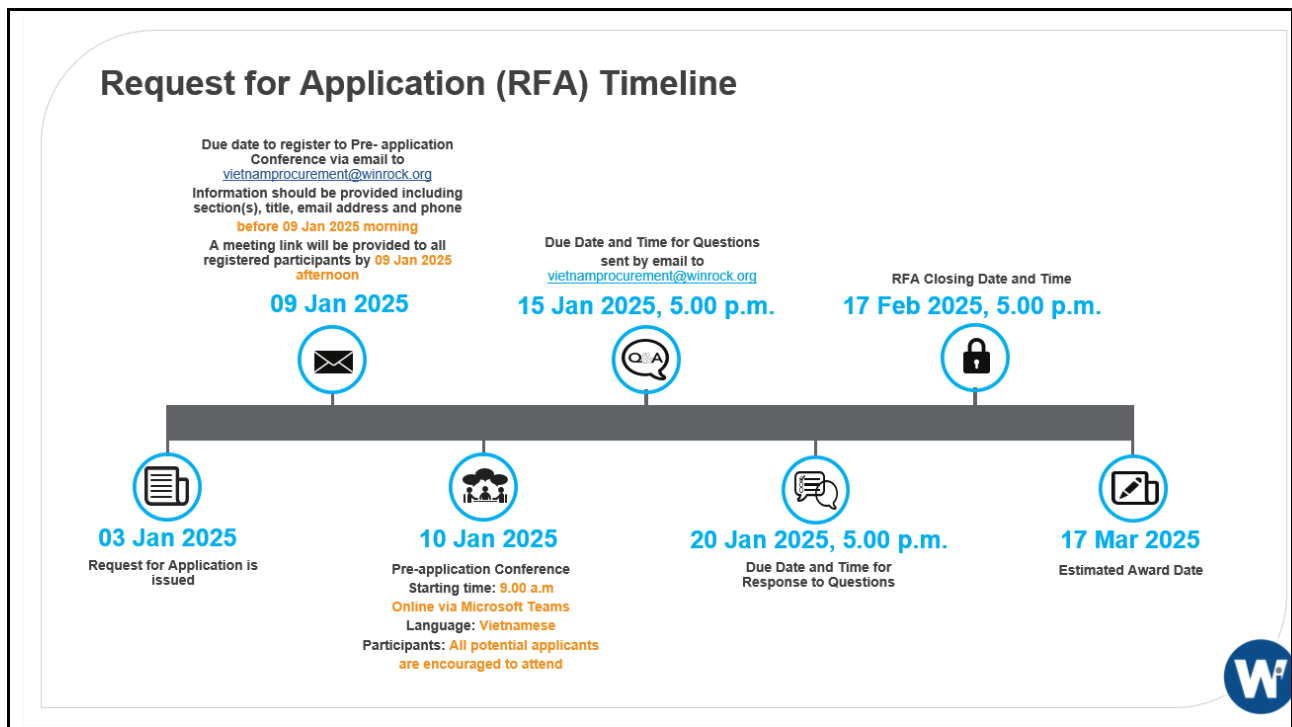 Request for Application (RFA) Timeline
Due date to register to Pre- application
Conference via email to
vietnamprocurement@winrock.org
Information should be provided including
section(s), title, email address and phone
before 09 Jan 2025 morning
A meeting link will be provided to all
registered participants by 09 Jan 2025
afternoon
09 Jan 2025
Due Date and Time for Questions
sent by email to
vietnamprocurement@winrock.org
15 Jan 2025, 5.00 p.m.
RFA Closing Date and Time
17 Feb 2025, 5.00 p.m.
Q&A
03 Jan 2025
Request for Application is
issued
10 Jan 2025
Pre-application Conference
Starting time: 9.00 a.m
Online via Microsoft Teams
Language: Vietnamese
Participants: All potential applicants
are encouraged to attend
20 Jan 2025, 5.00 p.m.
Due Date and Time for
Response to Questions
17 Mar 2025
Estimated Award Date
W